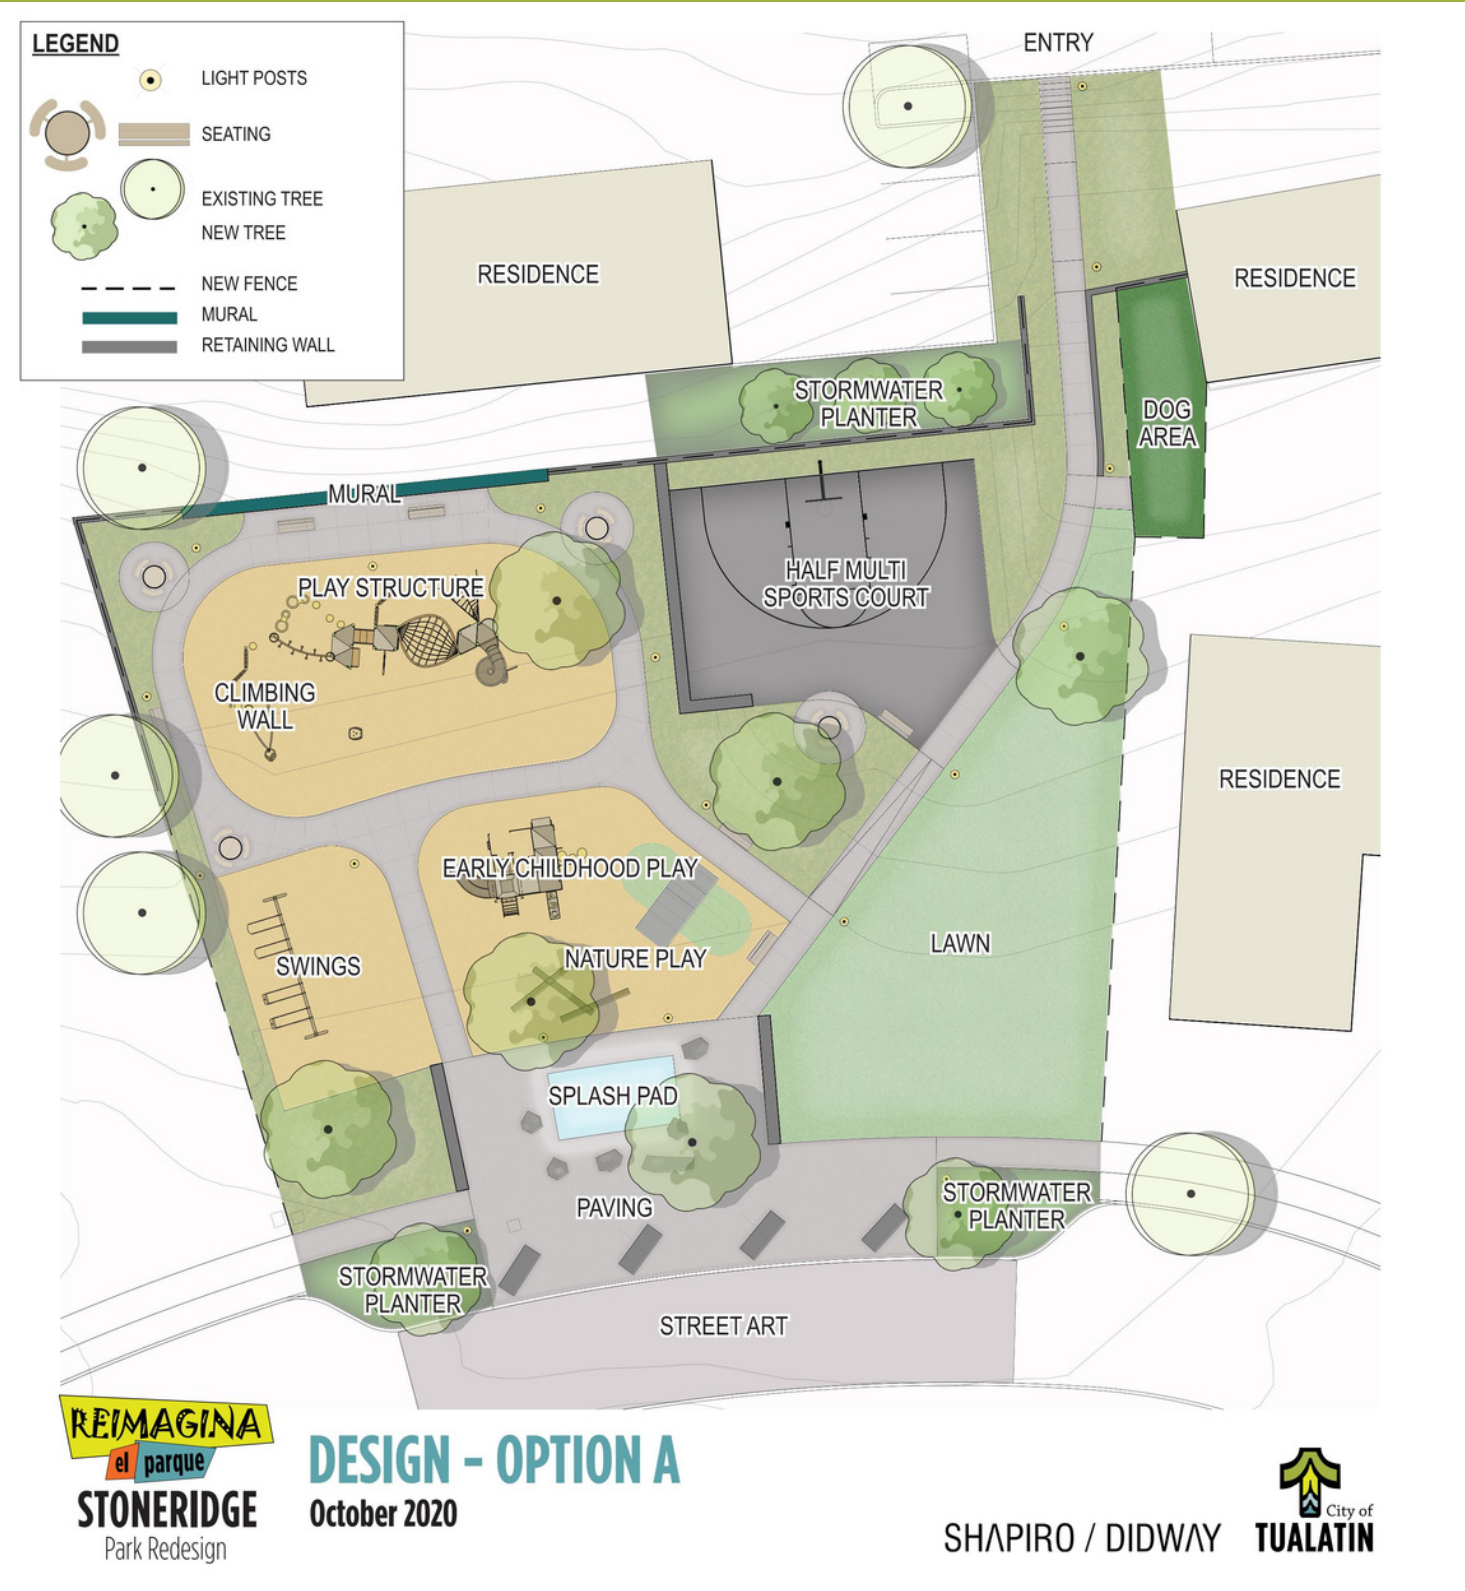 LEGEND
LIGHT POSTS
SEATING
EXISTING TREE
NEW TREE
NEW FENCE
MURAL
RETAINING WALL
ENTRY
RESIDENCE
RESIDENCE
STORMWATER
PLANTER
DOG
AREA
MURAL
PLAY STRUCTURE
HALF MULTI
SPORTS COURT
CLIMBING
WALL
RESIDENCE
EARLY CHILDHOOD PLAY
SWINGS
NATURE PLAY
LAWN
SPLASH PAD
PAVING
STORMWATER
PLANTER
STORMWATER
PLANTER
STREET ART
REIMAGINA
el parque
STONERIDGE
Park Redesign
DESIGN - OPTION A
October 2020
SHAPIRO / DIDWAY
City of
TUALATIN